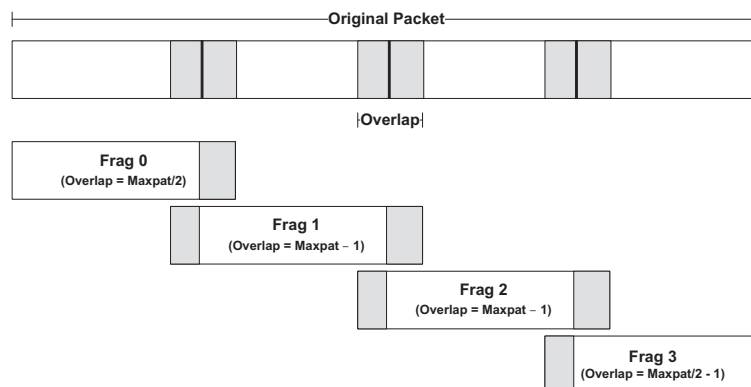 Original Packet
Overlap
Frag 0
(Overlap = Maxpat/2)
Frag 1
(Overlap = Maxpat – 1)
Frag 2
(Overlap = Maxpat – 1)
Frag 3
(Overlap = Maxpat/2 - 1)